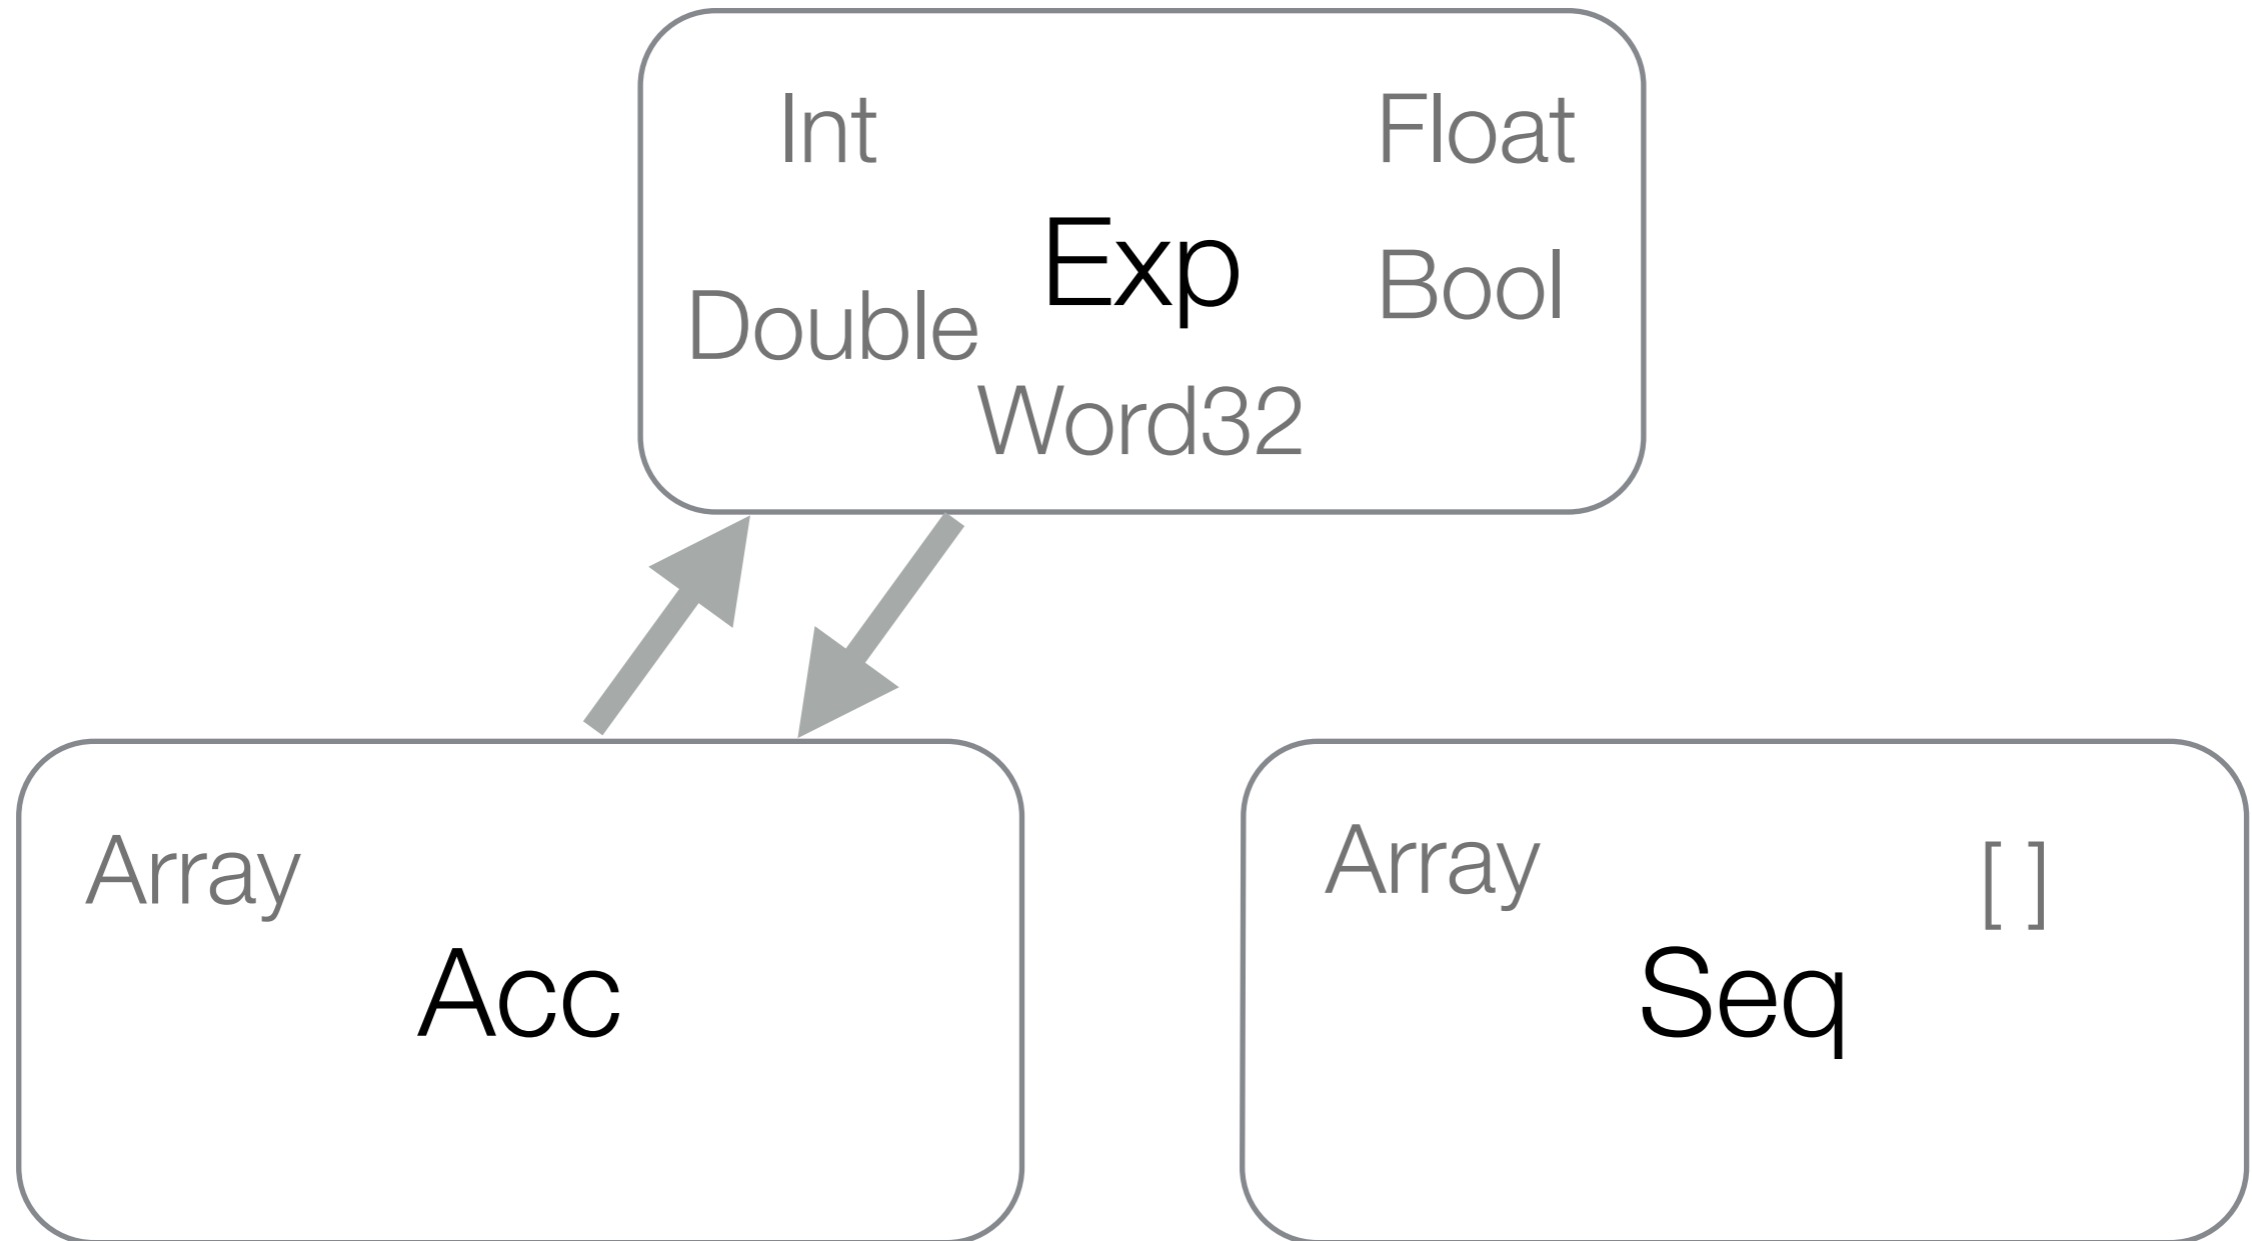 Int
Float
Exp
Bool
Double
Word32
Array
Acc
Array
[ ]
Seq